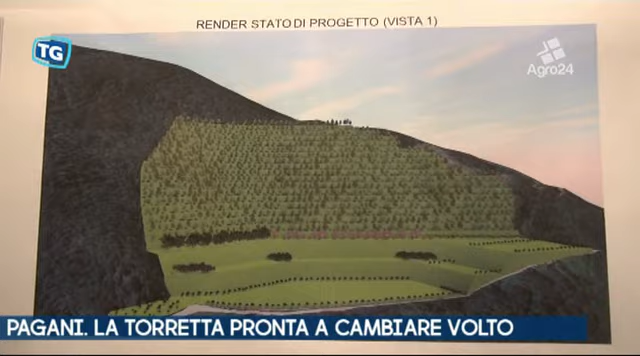 RENDER STATO DI PROGETTO (VISTA 1)
TG
Agro24
PAGANI. LA TORRETTA PRONTA A CAMBIARE VOLTO